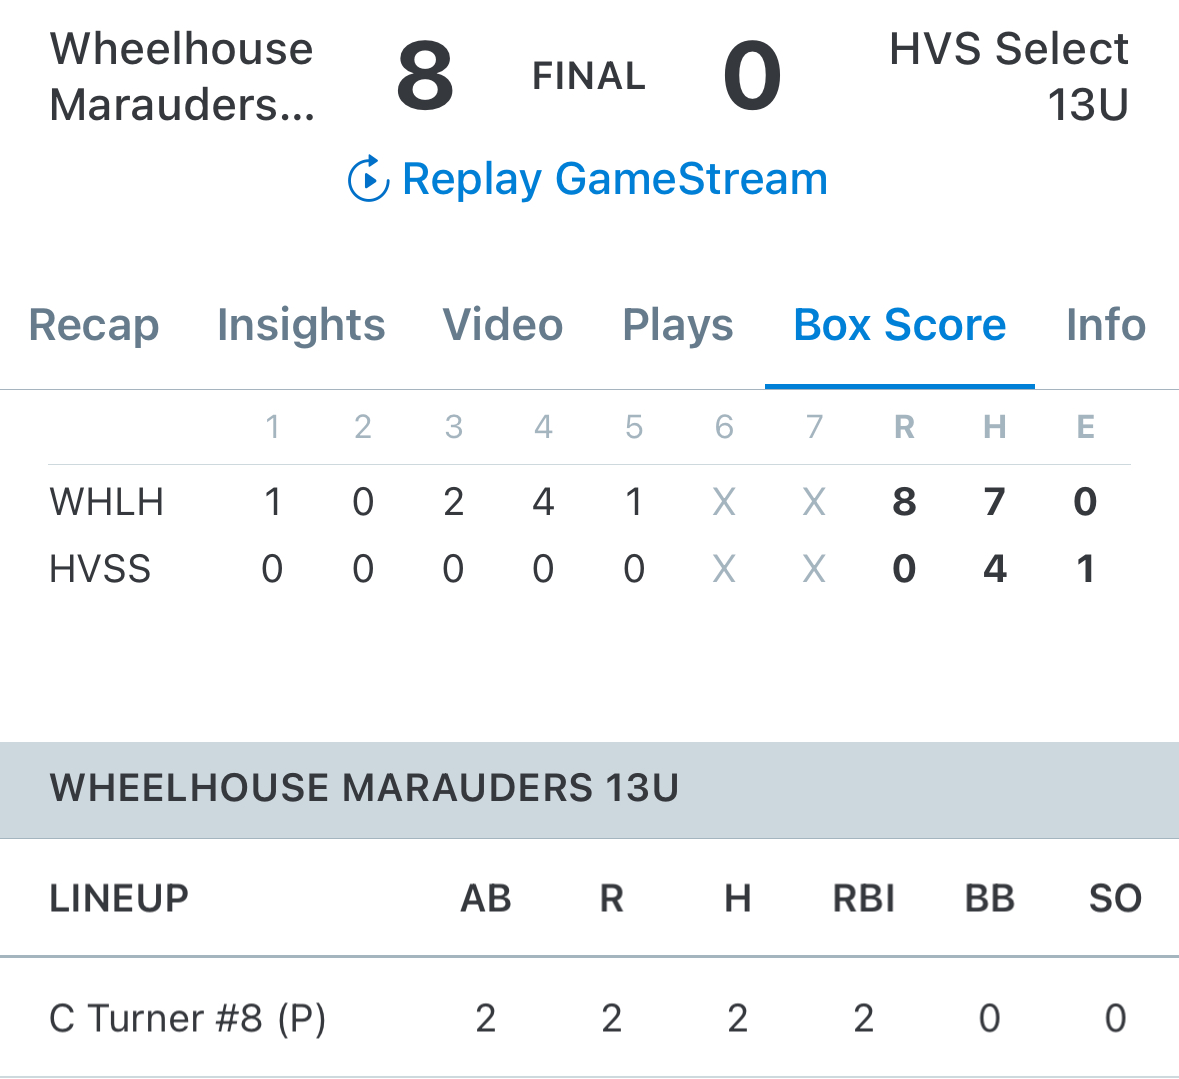 Wheelhouse Marauders... 8 FINAL 0 HVS Select 13U
Replay GameStream
Recap Insights Video Plays Box Score Info
1 2 3 4 5 6 7 R H E
WHLH 1 0 2 4 1 X X 8 7 0
HVSS 0 0 0 0 0 X X 0 4 1
WHEELHOUSE MARAUDERS 13U
LINEUP AB R H RBI BB SO
C Turner #8 (P) 2 2 2 2 0 0